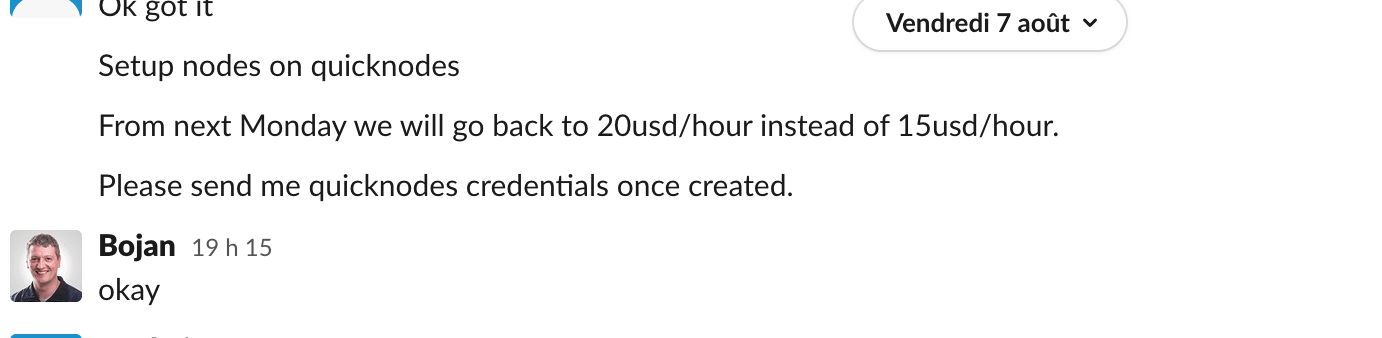 Ok got it
Vendredi 7 août
Setup nodes on quicknodes
From next Monday we will go back to 20usd/hour instead of 15usd/hour.
Please send me quicknodes credentials once created.
Bojan 19 h 15
okay